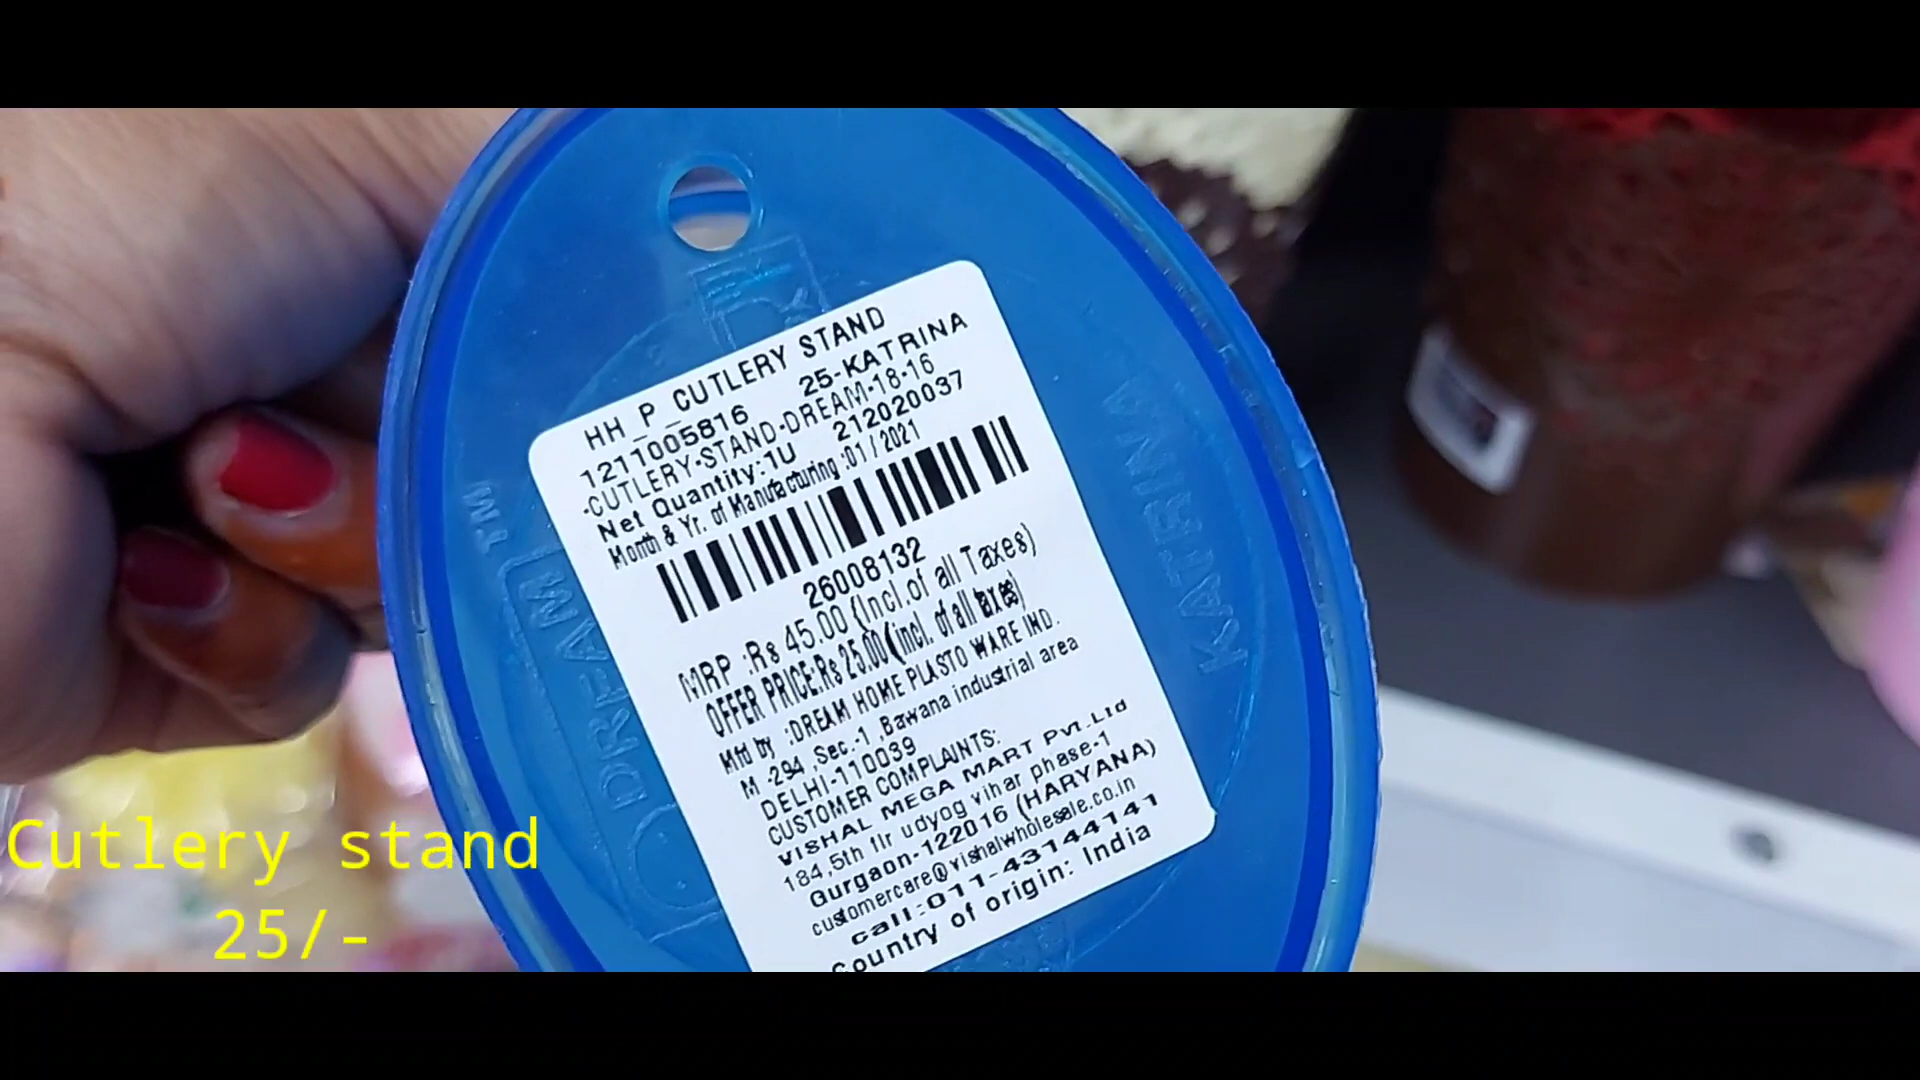 HH_P_CUTLERY STAND
1211005816 25-KATRINA
-CUTLERY-STAND-DREAM-18-16
Net Quantity:1U 212020037
Month & Yr. of Manufacturing :01/2021
26008132
MRP :Rs 45.00 (Incl.of all Taxes)
OFFER PRICE:Rs 25.00(incl. of all taxes)
Mfd by :DREAM HOME PLASTO WARE IND.
M -294 ,Sec.-1 ,Bawana industrial area
DELHI-110039
CUSTOMER COMPLAINTS:
VISHAL MEGA MART Pvt.Ltd
184,5th flr udyog vihar phase-1
Gurgaon-122016 (HARYANA)
customercare@vishalwholesale.co.in
call:011-43144141
Country of origin: India
DREAM TM
KATRINA
Cutlery stand
25/-